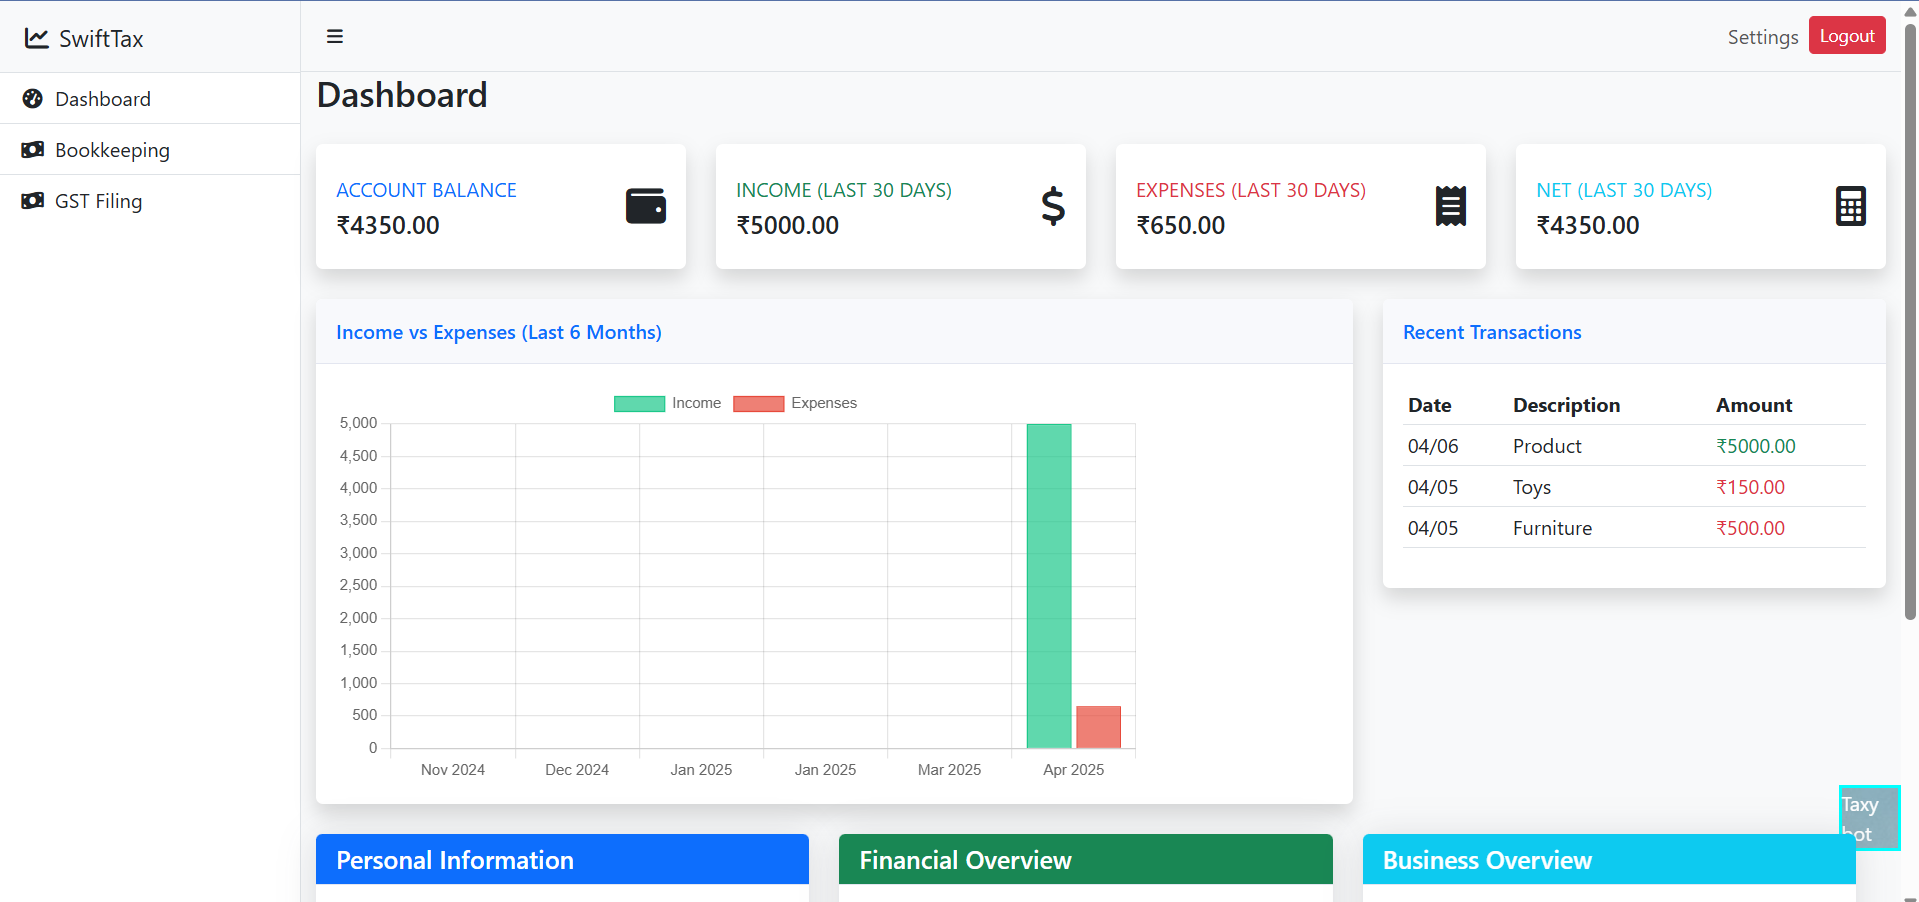 SwiftTax
Settings
Logout
Dashboard
Bookkeeping
GST Filing
Dashboard
ACCOUNT BALANCE
₹4350.00
INCOME (LAST 30 DAYS)
₹5000.00
EXPENSES (LAST 30 DAYS)
₹650.00
NET (LAST 30 DAYS)
₹4350.00
Income vs Expenses (Last 6 Months)
Income Expenses
5,000
4,500
4,000
3,500
3,000
2,500
2,000
1,500
1,000
500
0
Nov 2024 Dec 2024 Jan 2025 Jan 2025 Mar 2025 Apr 2025
Recent Transactions
Date Description Amount
04/06 Product ₹5000.00
04/05 Toys ₹150.00
04/05 Furniture ₹500.00
Taxy
bot
Personal Information
Financial Overview
Business Overview